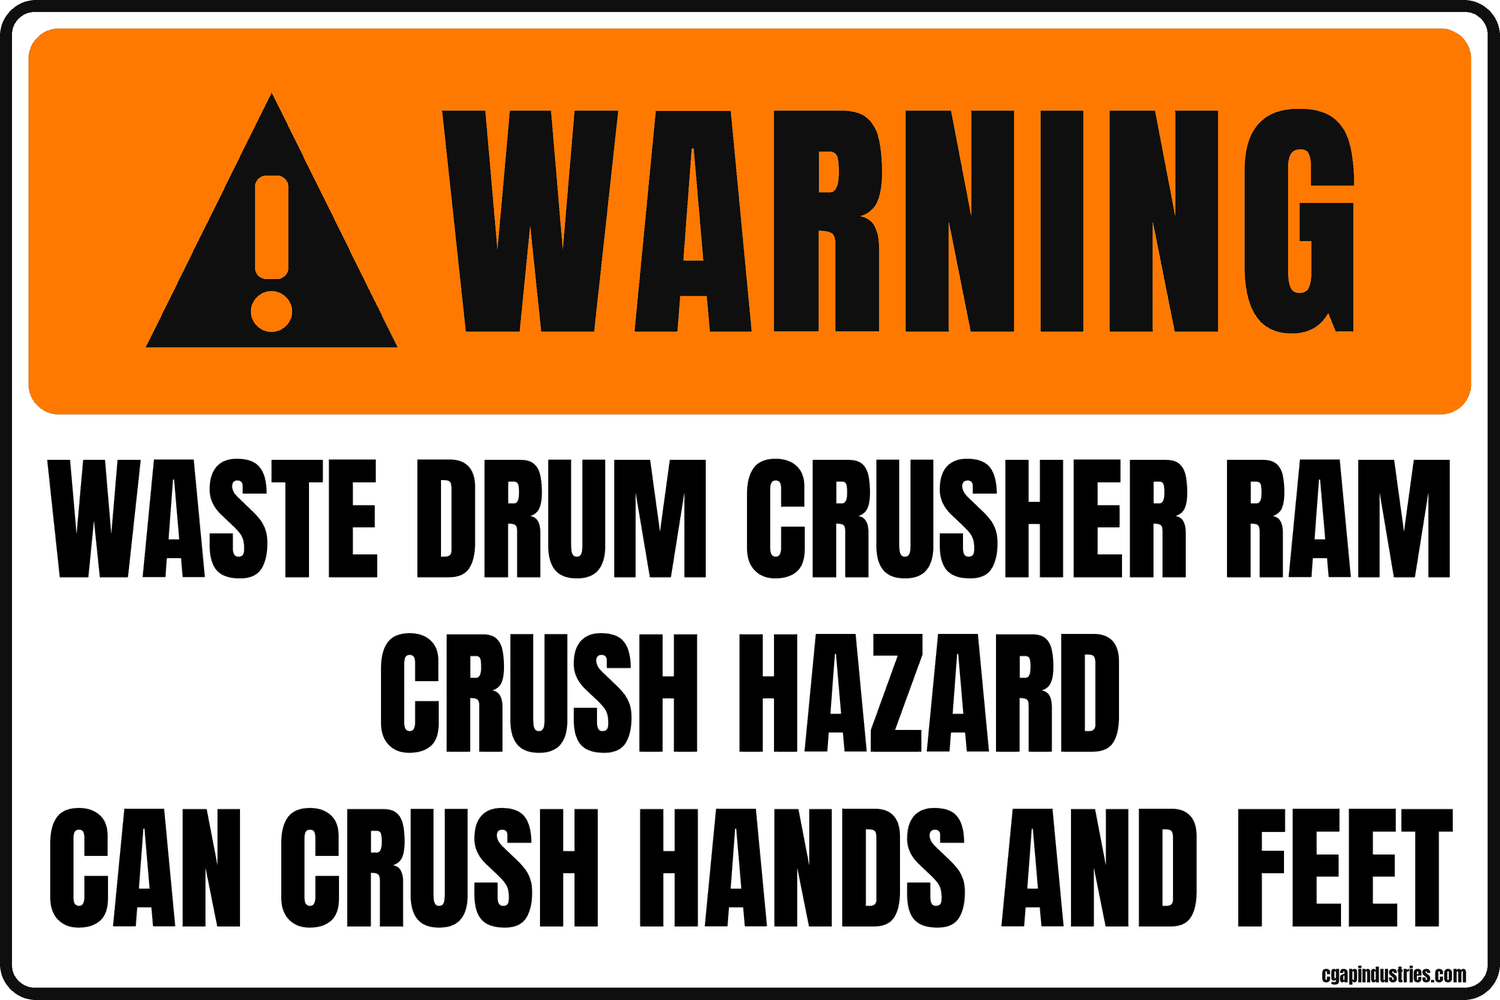 WARNING
WASTE DRUM CRUSHER RAM
CRUSH HAZARD
CAN CRUSH HANDS AND FEET
cgapindustries.com